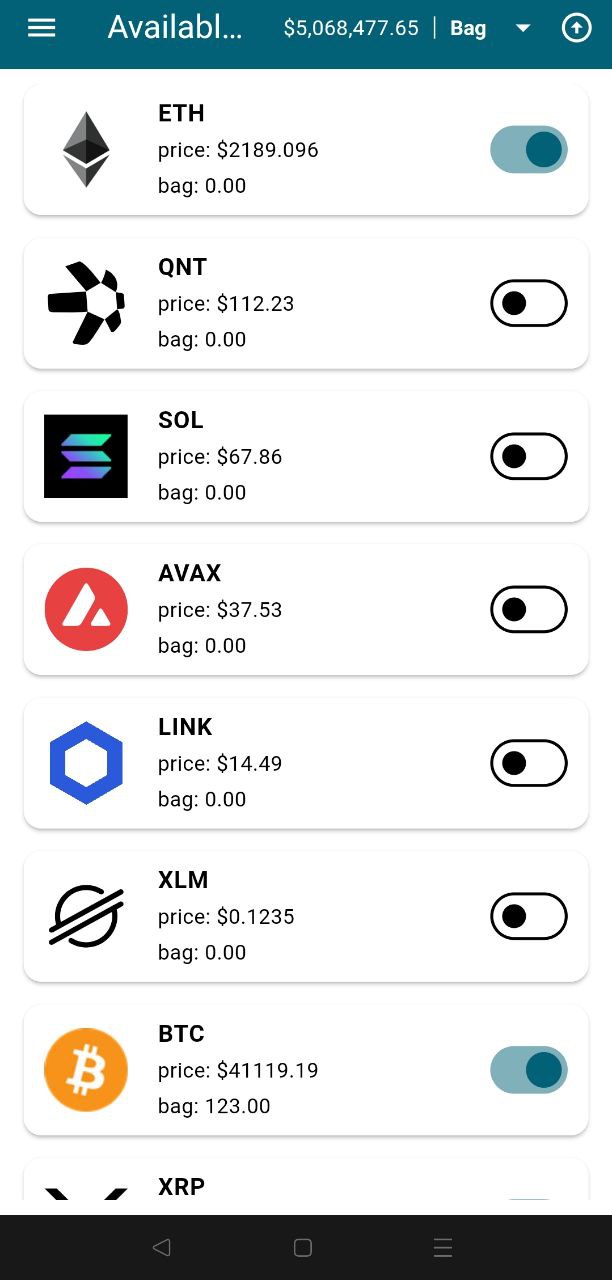 Availabl... $5,068,477.65 | Bag
ETH
price: $2189.096
bag: 0.00
QNT
price: $112.23
bag: 0.00
SOL
price: $67.86
bag: 0.00
AVAX
price: $37.53
bag: 0.00
LINK
price: $14.49
bag: 0.00
XLM
price: $0.1235
bag: 0.00
BTC
price: $41119.19
bag: 123.00
XRP